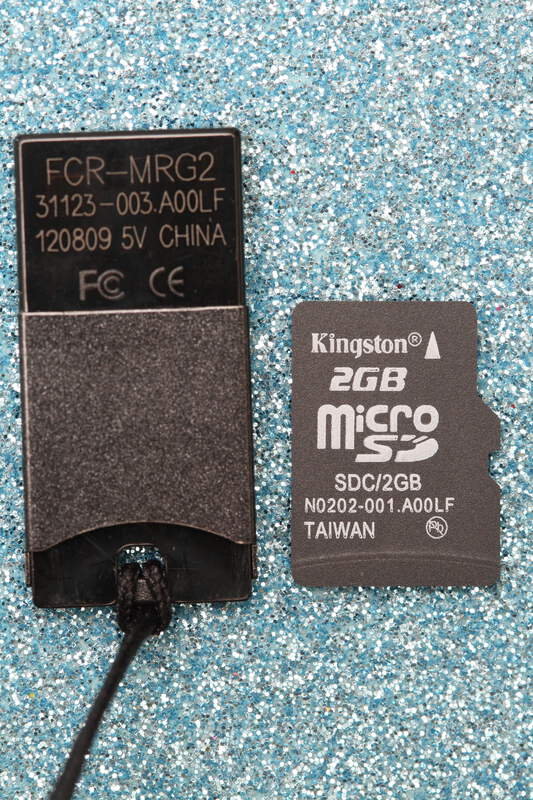 FCR-MRG2
31123-003.A00LF
120809 5V CHINA
FC CE
Kingston®
2GB
micro
SD
SDC/2GB
N0202-001.A00LF
TAIWAN